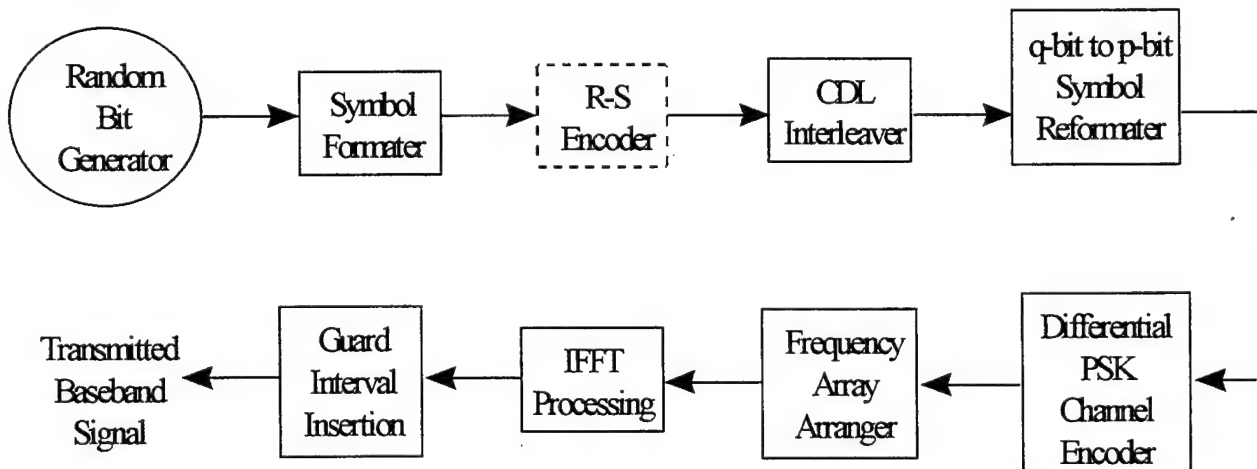 Random
Bit
Generator
Symbol
Formater
R-S
Encoder
CDL
Interleaver
q-bit to p-bit
Symbol
Reformater
Transmitted
Baseband
Signal
Guard
Interval
Insertion
IFFT
Processing
Frequency
Array
Arranger
Differential
PSK
Channel
Encoder